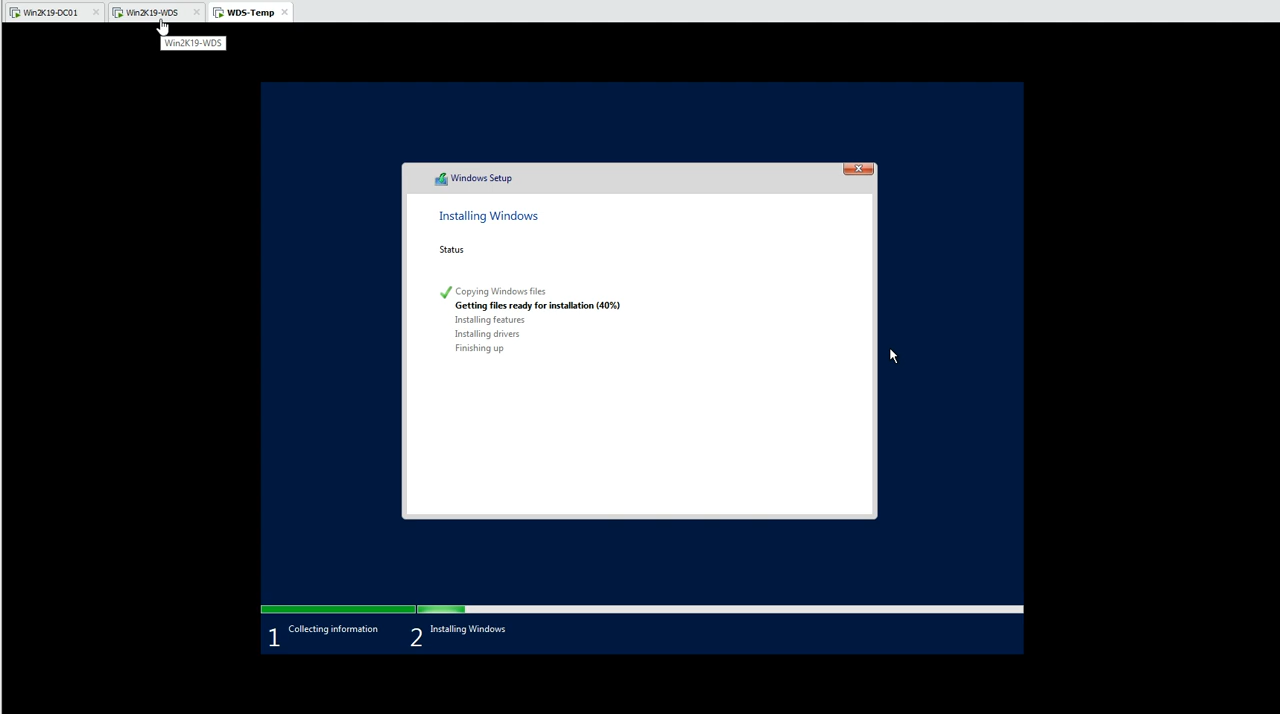 Win2K19-DC01
Win2K19-WDS
WDS-Temp
Win2K19-WDS
Windows Setup
Installing Windows
Status
Copying Windows files
Getting files ready for installation (40%)
Installing features
Installing drivers
Finishing up
1 Collecting information
2 Installing Windows